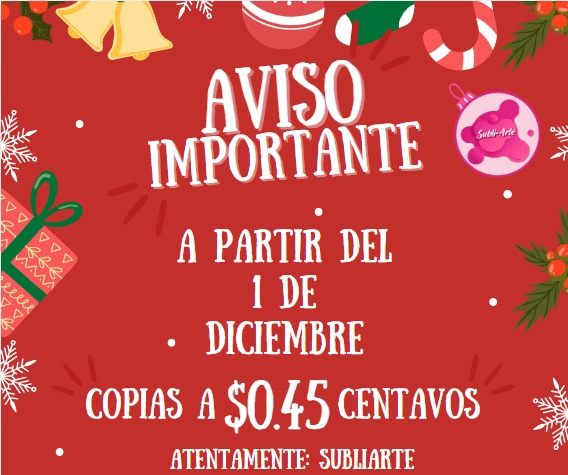 AVISO
IMPORTANTE
Subli-Arte
A PARTIR DEL
1 DE
DICIEMBRE
COPIAS A $0.45 CENTAVOS
ATENTAMENTE: SUBLIARTE